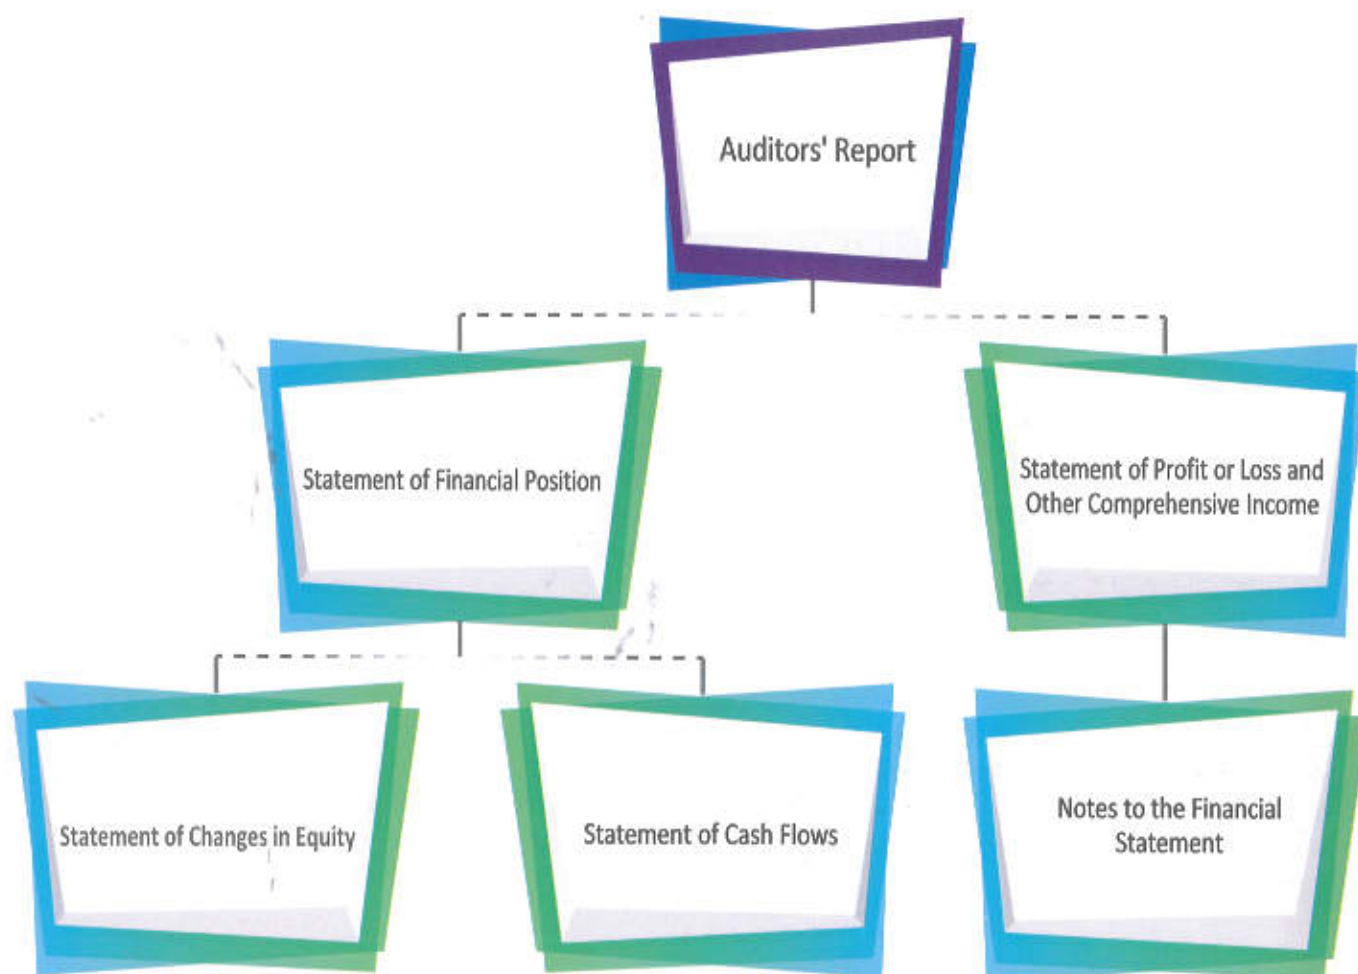 Auditors' Report
Statement of Financial Position
Statement of Profit or Loss and
Other Comprehensive Income
Statement of Changes in Equity
Statement of Cash Flows
Notes to the Financial
Statement